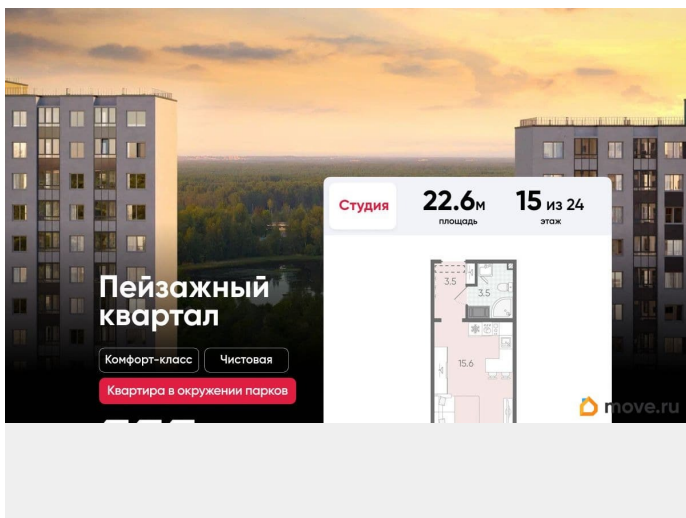 Студия
22.6м
площадь
15 из 24
этаж
Пейзажный
квартал
Комфорт-класс
Чистовая
Квартира в окружении парков
3.5
3.5
15.6
move.ru